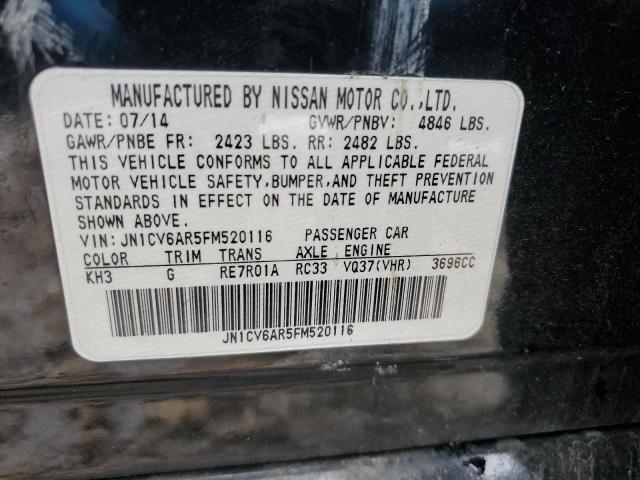 MANUFACTURED BY NISSAN MOTOR CO.,LTD.
DATE: 07/14 GVWR/PNBV: 4846 LBS.
GAWR/PNBE FR: 2423 LBS. RR: 2482 LBS.
THIS VEHICLE CONFORMS TO ALL APPLICABLE FEDERAL
MOTOR VEHICLE SAFETY,BUMPER,AND THEFT PREVENTION
STANDARDS IN EFFECT ON THE DATE OF MANUFACTURE
SHOWN ABOVE.
VIN: JN1CV6AR5FM520116 PASSENGER CAR
COLOR TRIM TRANS AXLE ENGINE
KH3 G RE7R01A RC33 VQ37(VHR) 3696CC
JN1CV6AR5FM520116